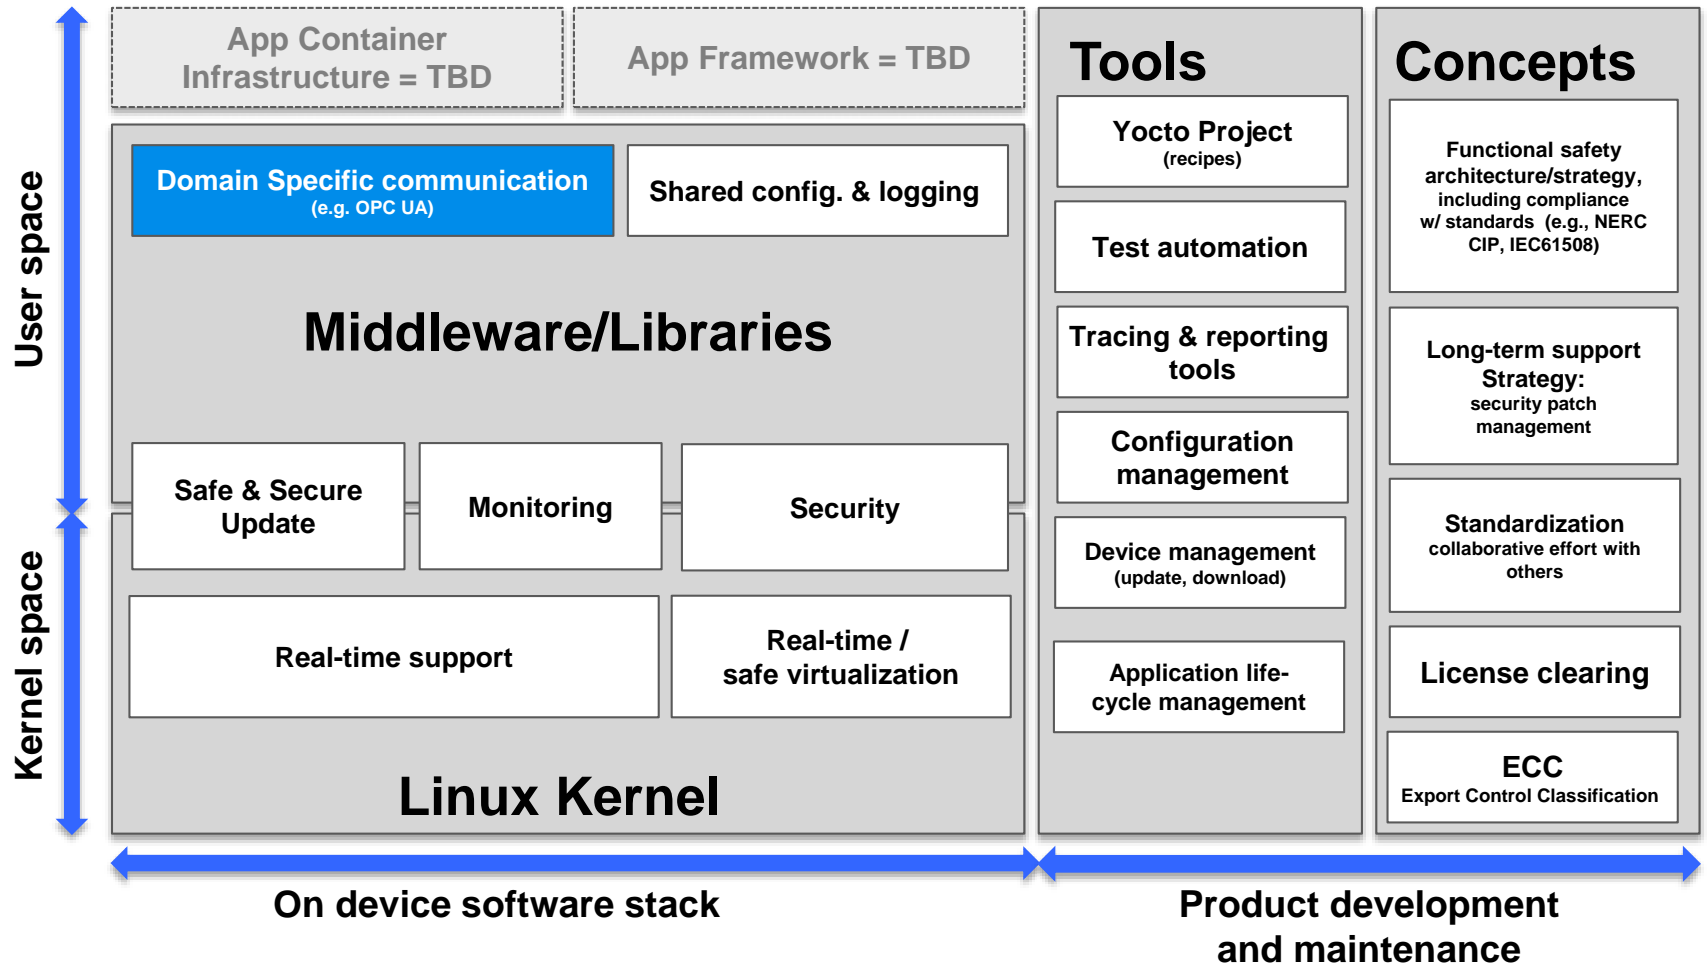 User space
Kernel space
App Container
Infrastructure = TBD
App Framework = TBD
Domain Specific communication
(e.g. OPC UA)
Shared config. & logging
Middleware/Libraries
Safe & Secure
Update
Monitoring
Security
Real-time support
Real-time /
safe virtualization
Linux Kernel
On device software stack
Tools
Yocto Project
(recipes)
Test automation
Tracing & reporting
tools
Configuration
management
Device management
(update, download)
Application life-
cycle management
Concepts
Functional safety
architecture/strategy,
including compliance
w/ standards (e.g., NERC
CIP, IEC61508)
Long-term support
Strategy:
security patch
management
Standardization
collaborative effort with
others
License clearing
ECC
Export Control Classification
Product development
and maintenance